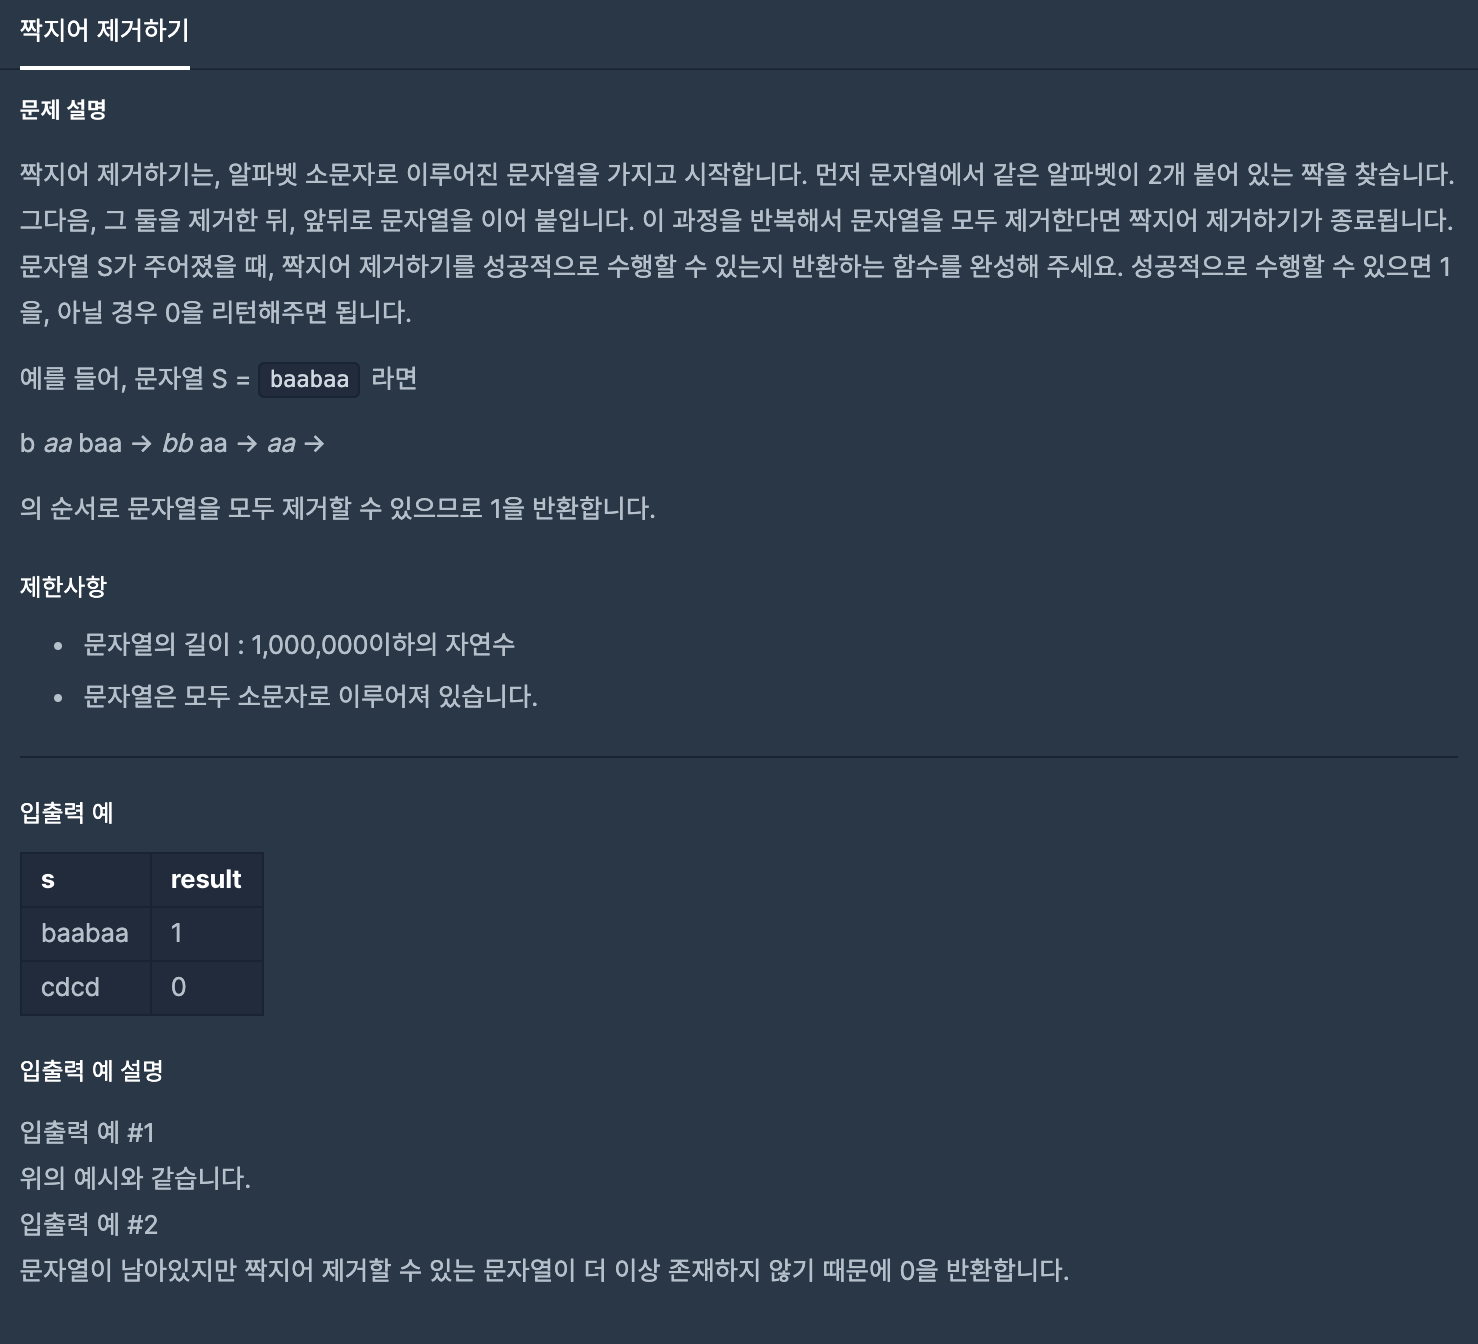 짝지어 제거하기
문제 설명
짝지어 제거하기는, 알파벳 소문자로 이루어진 문자열을 가지고 시작합니다. 먼저 문자열에서 같은 알파벳이 2개 붙어 있는 짝을 찾습니다.
그다음, 그 둘을 제거한 뒤, 앞뒤로 문자열을 이어 붙입니다. 이 과정을 반복해서 문자열을 모두 제거한다면 짝지어 제거하기가 종료됩니다.
문자열 S가 주어졌을 때, 짝지어 제거하기를 성공적으로 수행할 수 있는지 반환하는 함수를 완성해 주세요. 성공적으로 수행할 수 있으면 1
을, 아닐 경우 0을 리턴해주면 됩니다.
예를 들어, 문자열 S = baabaa 라면
b aa baa → bb aa → aa →
의 순서로 문자열을 모두 제거할 수 있으므로 1을 반환합니다.
제한사항
• 문자열의 길이 : 1,000,000이하의 자연수
• 문자열은 모두 소문자로 이루어져 있습니다.
입출력 예
s result
baabaa 1
cdcd 0
입출력 예 설명
입출력 예 #1
위의 예시와 같습니다.
입출력 예 #2
문자열이 남아있지만 짝지어 제거할 수 있는 문자열이 더 이상 존재하지 않기 때문에 0을 반환합니다.